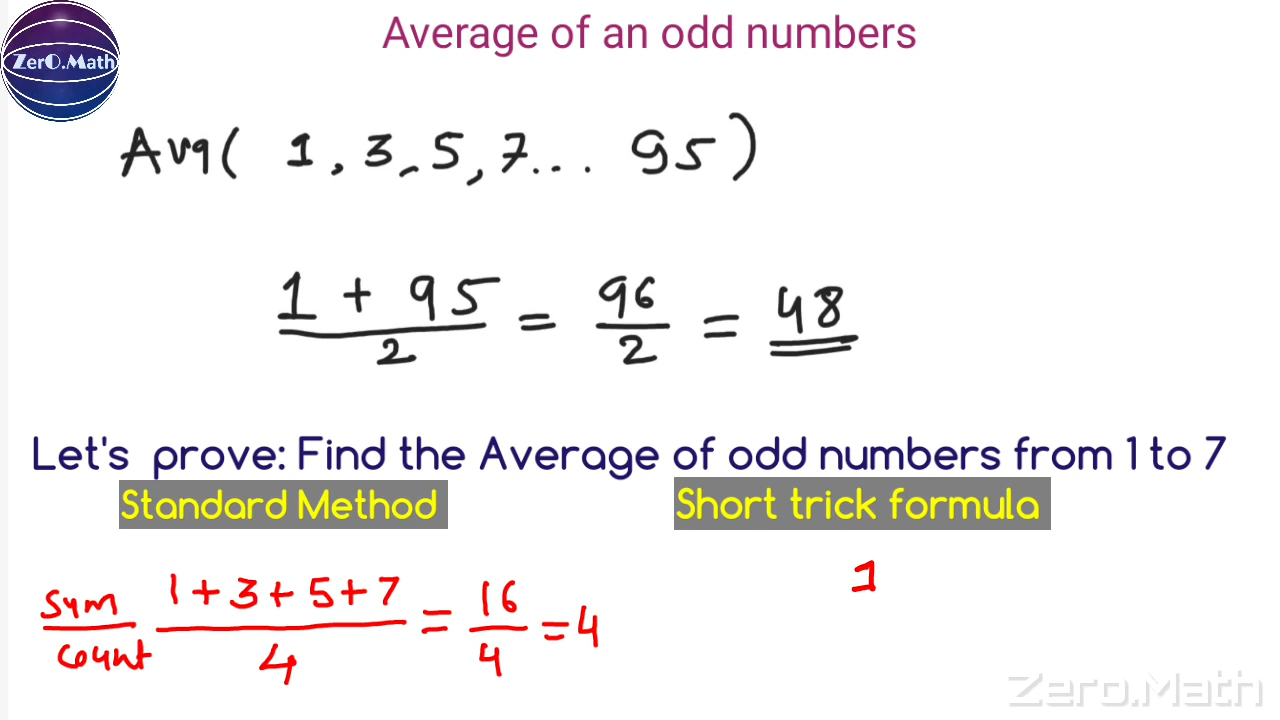 Average of an odd numbers
ZerO.Math
Avg( 1, 3, 5, 7... 95)
1 + 95 / 2 = 96 / 2 = 48
Let's prove: Find the Average of odd numbers from 1 to 7
Standard Method
Short trick formula
sum / count 1+3+5+7 / 4 = 16 / 4 = 4
1
Zero.Math